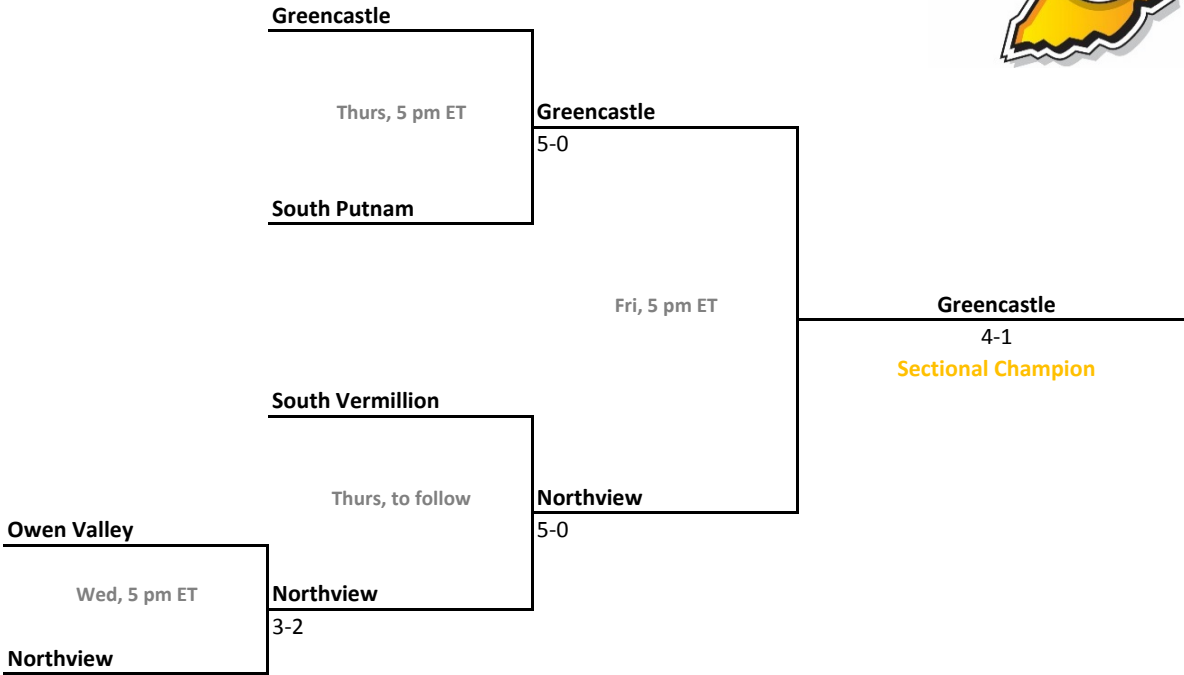 Greencastle
Thurs, 5 pm ET
Greencastle
5-0
South Putnam
Fri, 5 pm ET
Greencastle
4-1
Sectional Champion
South Vermillion
Thurs, to follow
Northview
5-0
Owen Valley
Wed, 5 pm ET
Northview
3-2
Northview